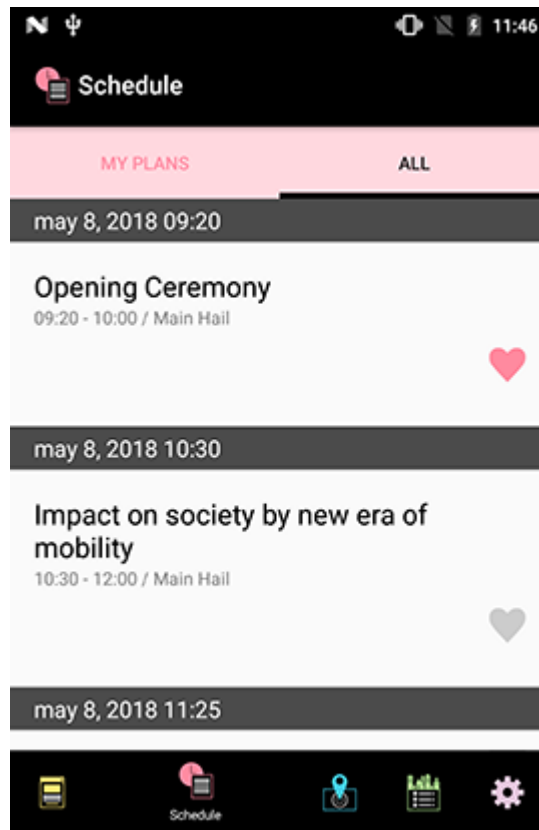 11:46
Schedule
MY PLANS ALL
may 8, 2018 09:20
Opening Ceremony
09:20 - 10:00 / Main Hail
may 8, 2018 10:30
Impact on society by new era of
mobility
10:30 - 12:00 / Main Hail
may 8, 2018 11:25
Schedule